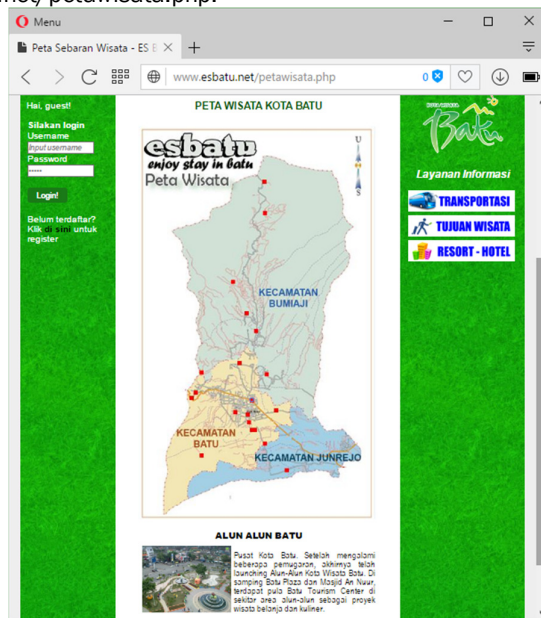 net/ petawisata.php.
Menu
Peta Sebaran Wisata - ES B
www.esbatu.net/petawisata.php
0
Hai, guest!
Silakan login
Username
Input username
Password
•••••
Login!
Belum terdaftar?
Klik di sini untuk
register
PETA WISATA KOTA BATU
esbatu
enjoy stay in batu
Peta Wisata
U
S
KECAMATAN
BUMIAJI
KECAMATAN
BATU
KECAMATAN JUNREJO
ALUN ALUN BATU
Pusat Kota Batu. Setelah mengalami
beberapa pemugaran, akhirnya telah
launching Alun-Alun Kota Wisata Batu. Di
samping Batu Plaza dan Masjid An Nuur,
terdapat pula Batu Tourism Center di
sekitar area alun-alun sebagai proyek
wisata belanja dan kuliner.
KOTA WISATA
Batu
Layanan Informasi
TRANSPORTASI
TUJUAN WISATA
RESORT - HOTEL